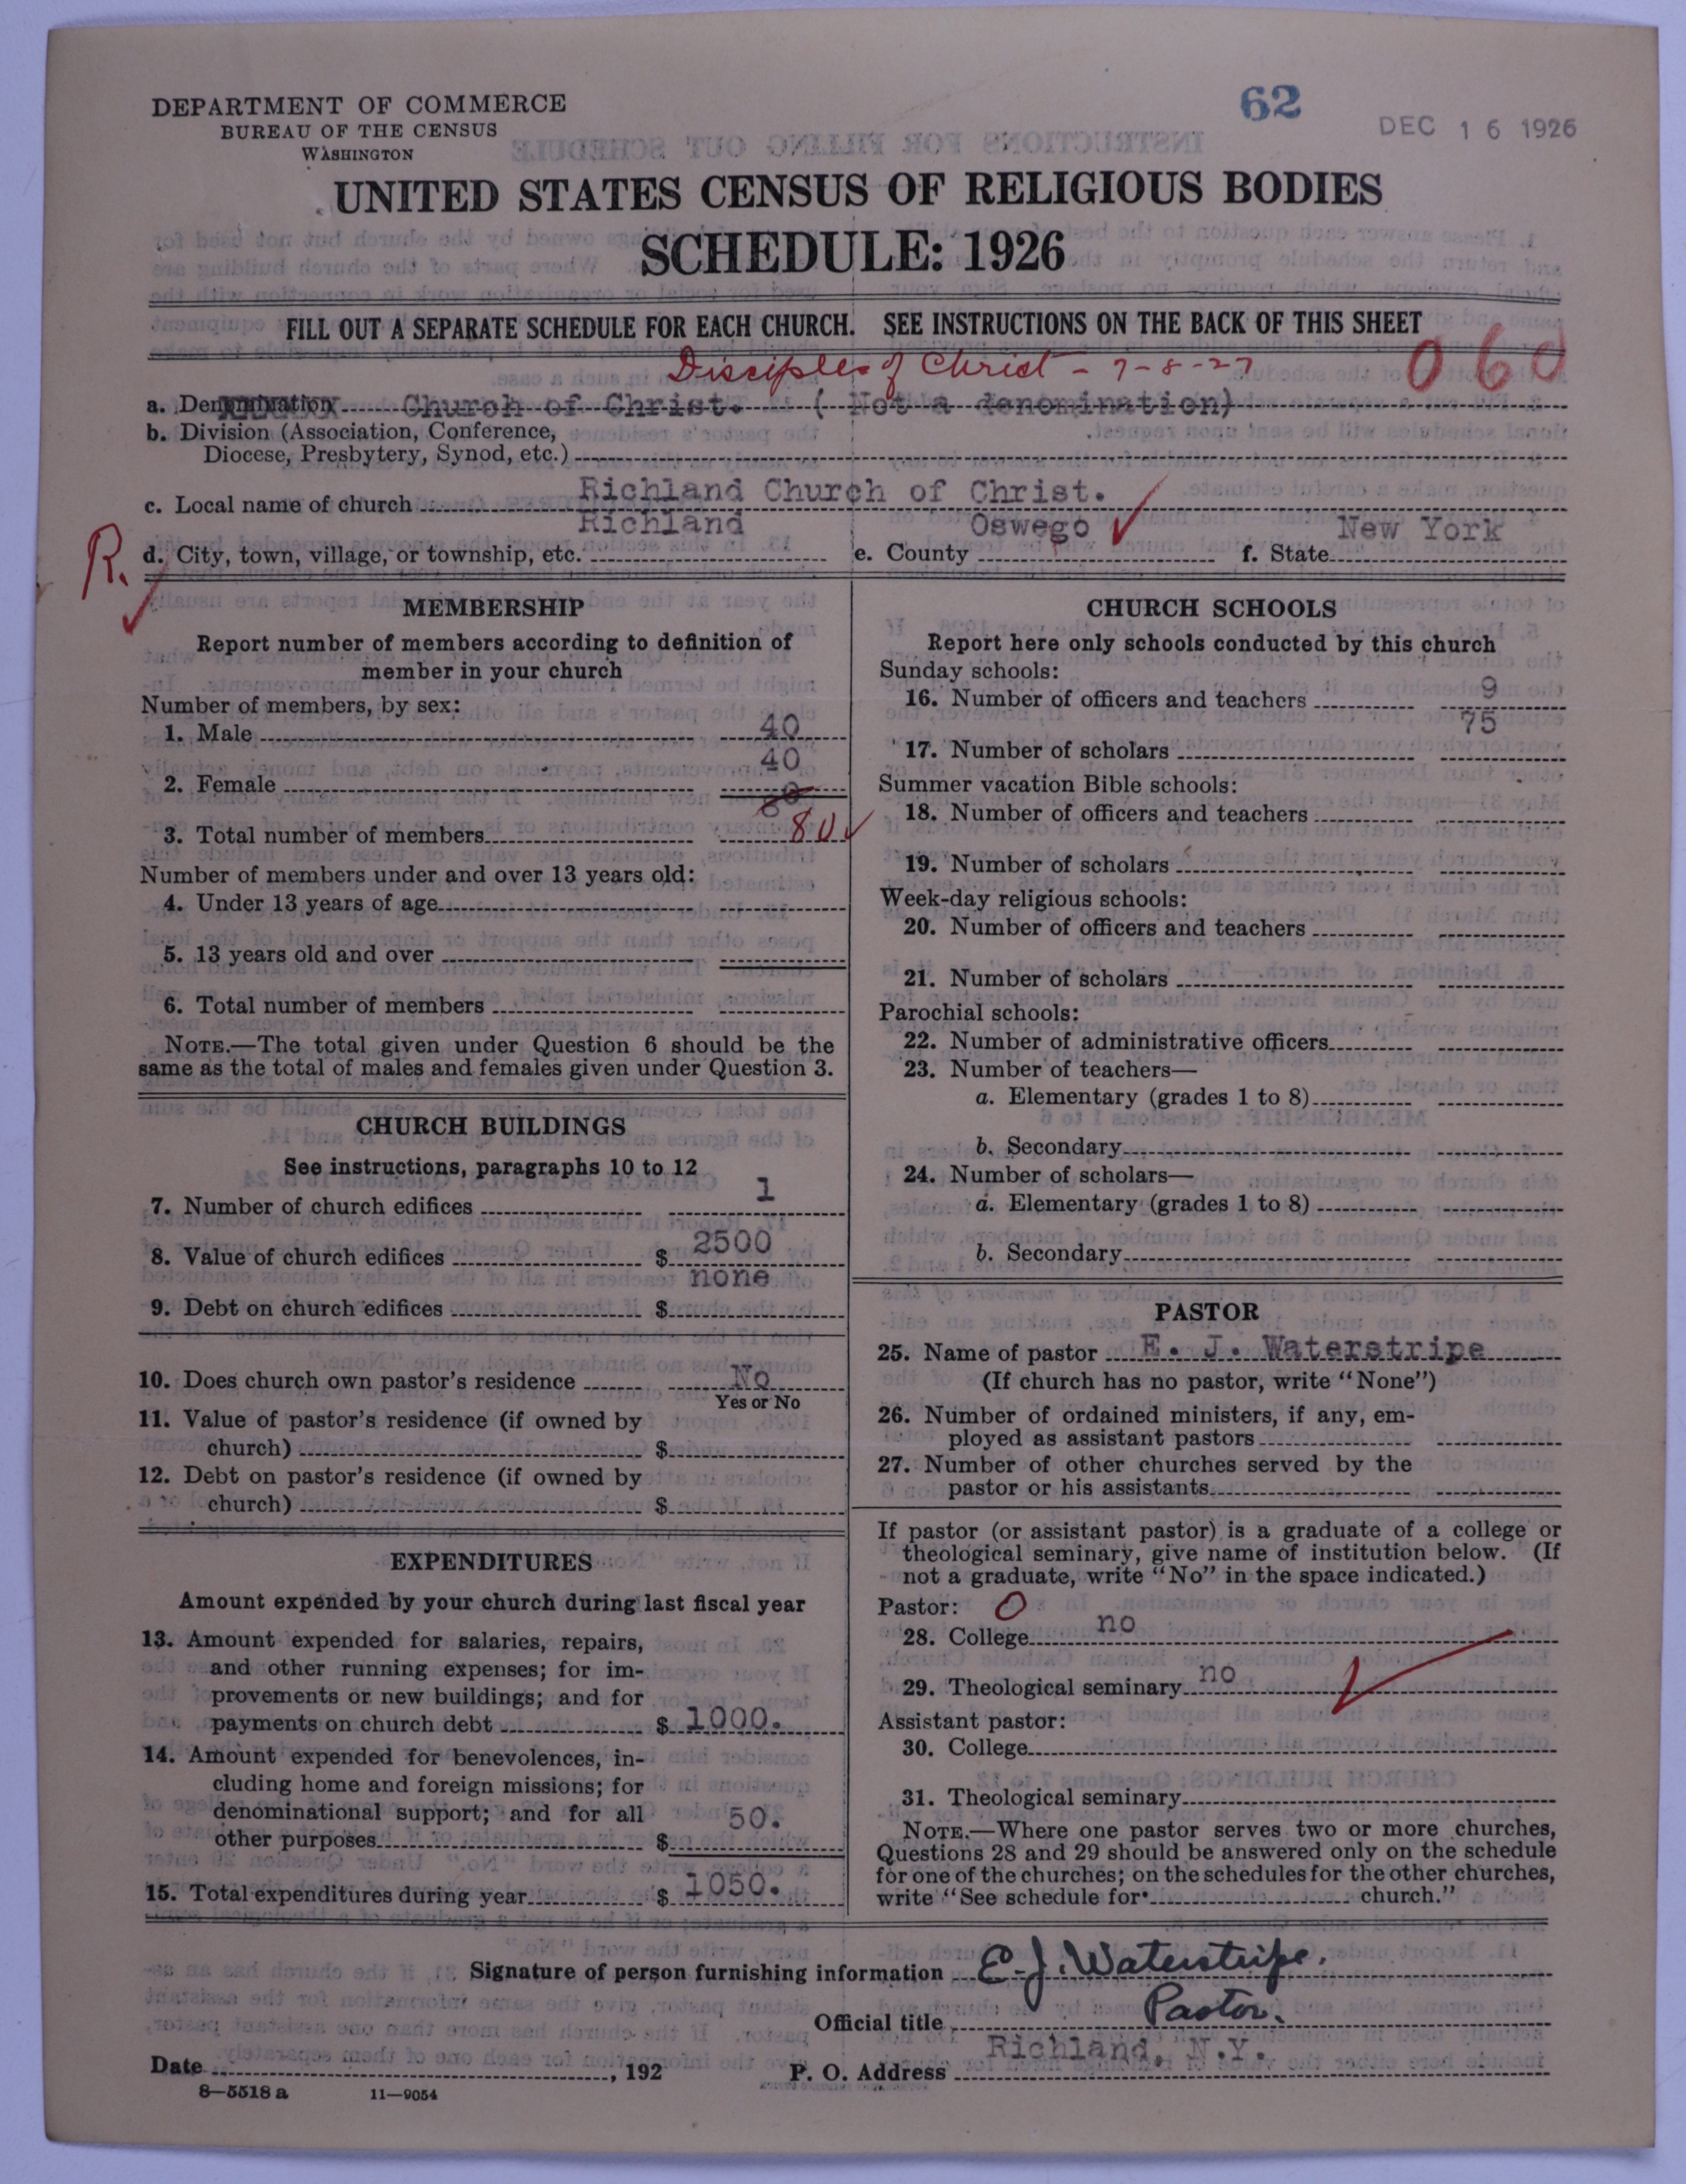 DEPARTMENT OF COMMERCE
BUREAU OF THE CENSUS
WASHINGTON
62
DEC 16 1926
UNITED STATES CENSUS OF RELIGIOUS BODIES
SCHEDULE: 1926
FILL OUT A SEPARATE SCHEDULE FOR EACH CHURCH. SEE INSTRUCTIONS ON THE BACK OF THIS SHEET
Disciples of Christ - 7-8-27
060
a. Denomination Church of Christ. ( Not a denomination)
b. Division (Association, Conference,
Diocese, Presbytery, Synod, etc.)
c. Local name of church Richland Church of Christ.
R.
d. City, town, village, or township, etc. Richland e. County Oswego f. State New York
MEMBERSHIP
Report number of members according to definition of
member in your church
Number of members, by sex:
1. Male 40
2. Female 40
80
3. Total number of members 80
Number of members under and over 13 years old:
4. Under 13 years of age
5. 13 years old and over
6. Total number of members
NOTE.—The total given under Question 6 should be the
same as the total of males and females given under Question 3.
CHURCH BUILDINGS
See instructions, paragraphs 10 to 12
7. Number of church edifices 1
8. Value of church edifices $ 2500
9. Debt on church edifices $ none
10. Does church own pastor's residence No
Yes or No
11. Value of pastor's residence (if owned by
church) $
12. Debt on pastor's residence (if owned by
church) $
EXPENDITURES
Amount expended by your church during last fiscal year
13. Amount expended for salaries, repairs,
and other running expenses; for im-
provements or new buildings; and for
payments on church debt $ 1000.
14. Amount expended for benevolences, in-
cluding home and foreign missions; for
denominational support; and for all
other purposes $ 50.
15. Total expenditures during year $ 1050.
CHURCH SCHOOLS
Report here only schools conducted by this church
Sunday schools:
16. Number of officers and teachers 9
17. Number of scholars 75
Summer vacation Bible schools:
18. Number of officers and teachers
19. Number of scholars
Week-day religious schools:
20. Number of officers and teachers
21. Number of scholars
Parochial schools:
22. Number of administrative officers
23. Number of teachers—
a. Elementary (grades 1 to 8)
b. Secondary
24. Number of scholars—
a. Elementary (grades 1 to 8)
b. Secondary
PASTOR
25. Name of pastor E. J. Waterstripe
(If church has no pastor, write "None")
26. Number of ordained ministers, if any, em-
ployed as assistant pastors
27. Number of other churches served by the
pastor or his assistants
If pastor (or assistant pastor) is a graduate of a college or
theological seminary, give name of institution below. (If
not a graduate, write "No" in the space indicated.)
Pastor: O
28. College no
29. Theological seminary no
Assistant pastor:
30. College
31. Theological seminary
NOTE.—Where one pastor serves two or more churches,
Questions 28 and 29 should be answered only on the schedule
for one of the churches; on the schedules for the other churches,
write "See schedule for church."
Signature of person furnishing information E. J. Waterstripe.
Official title Pastor.
Date , 192 P. O. Address Richland, N.Y.
8—5518 a 11—9054